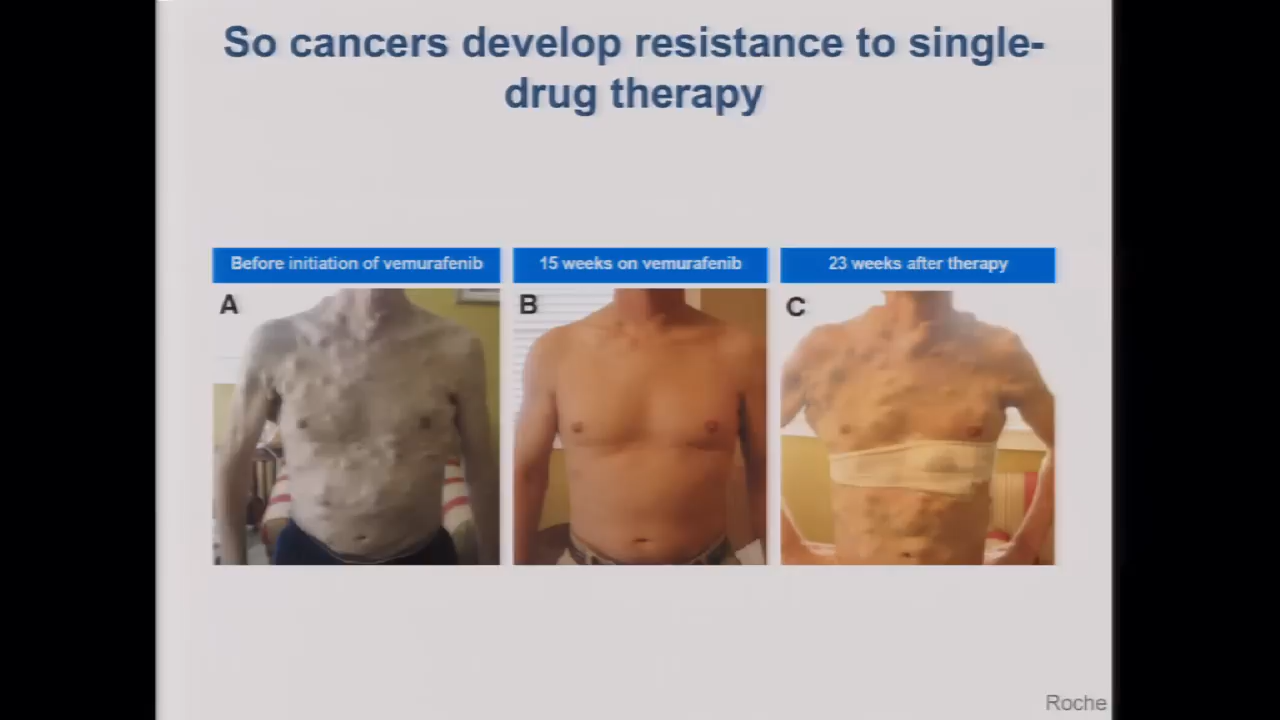 So cancers develop resistance to single-
drug therapy
Before initiation of vemurafenib
15 weeks on vemurafenib
23 weeks after therapy
A
B
C
Roche